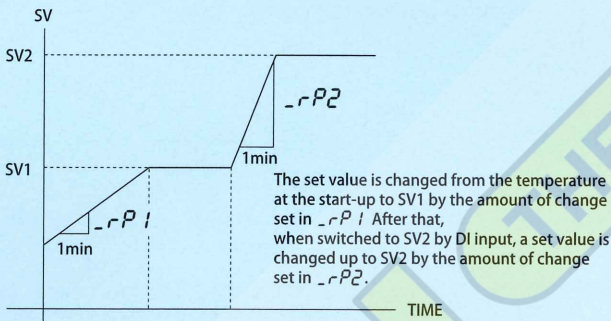 SV
SV2
_rP2
1min
SV1
The set value is changed from the temperature
at the start-up to SV1 by the amount of change
set in _rP1 After that,
when switched to SV2 by DI input, a set value is
changed up to SV2 by the amount of change
set in _rP2.
_rP1
1min
TIME